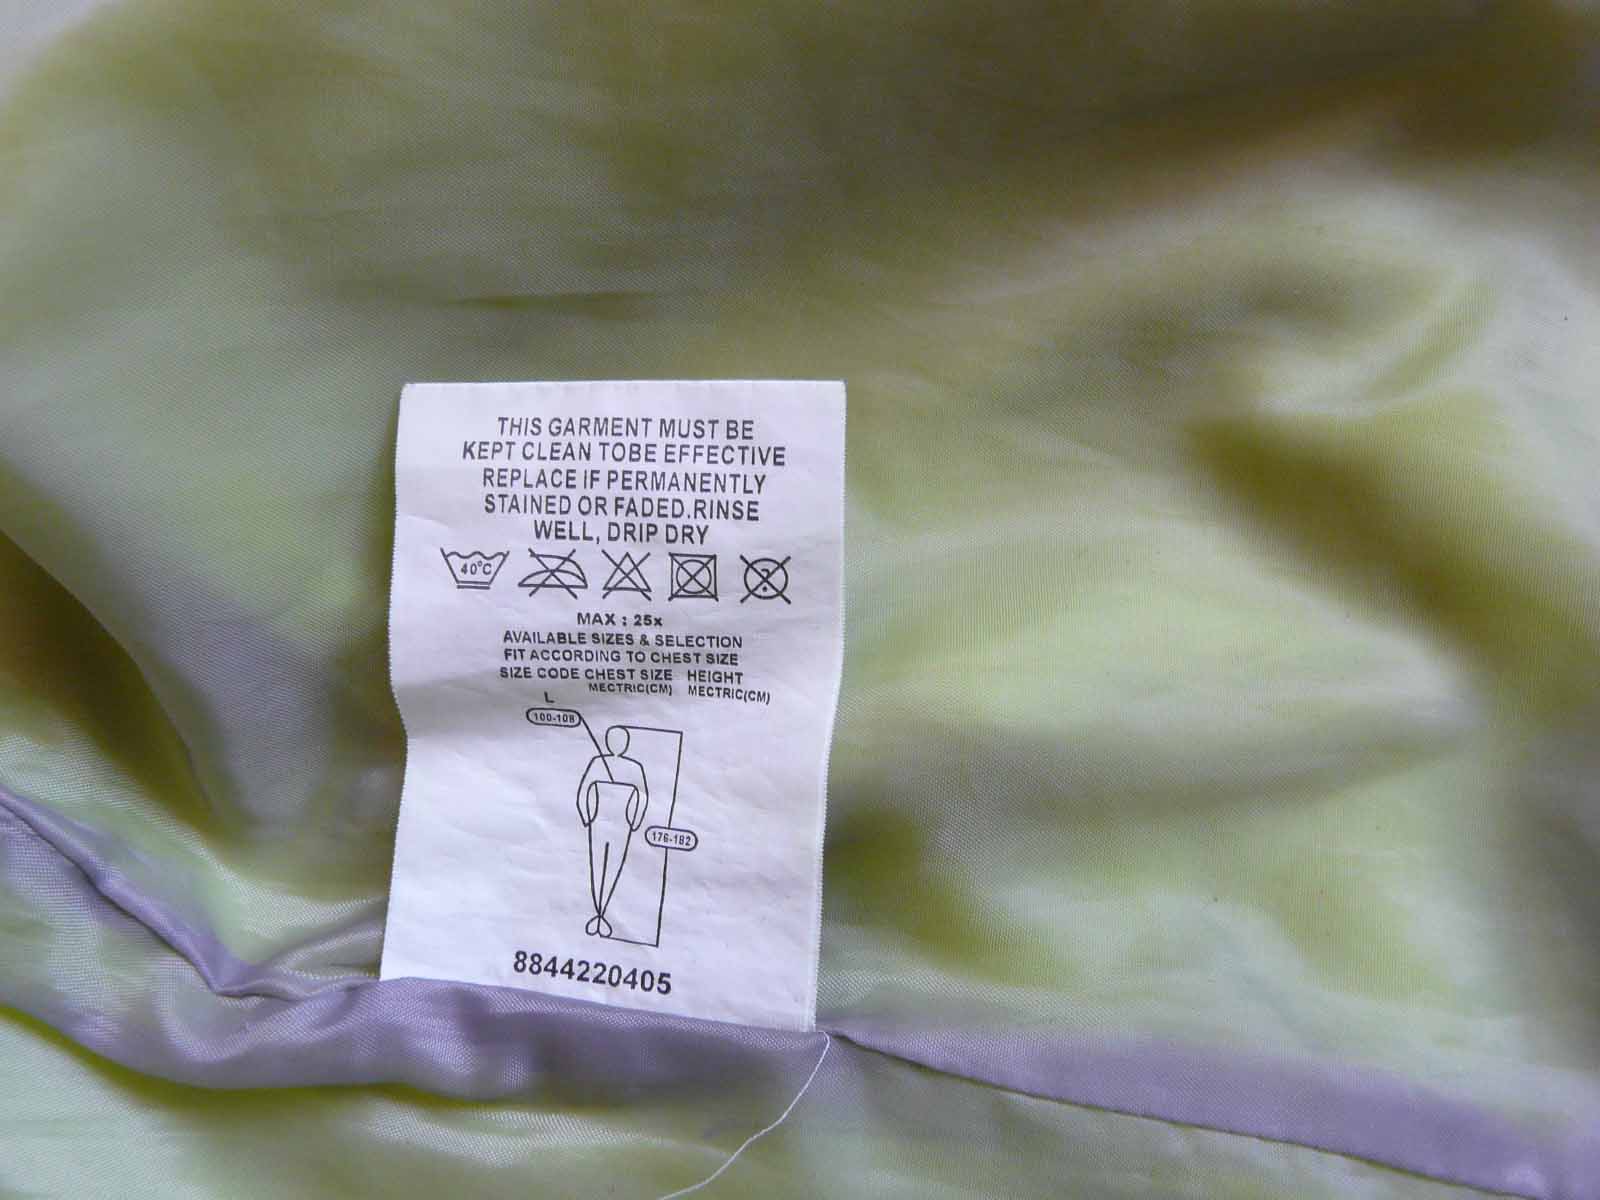 THIS GARMENT MUST BE
KEPT CLEAN TOBE EFFECTIVE
REPLACE IF PERMANENTLY
STAINED OR FADED.RINSE
WELL, DRIP DRY
40°C
MAX : 25x
AVAILABLE SIZES & SELECTION
FIT ACCORDING TO CHEST SIZE
SIZE CODE CHEST SIZE HEIGHT
MECTRIC(CM) MECTRIC(CM)
L
100-108
176-182
8844220405